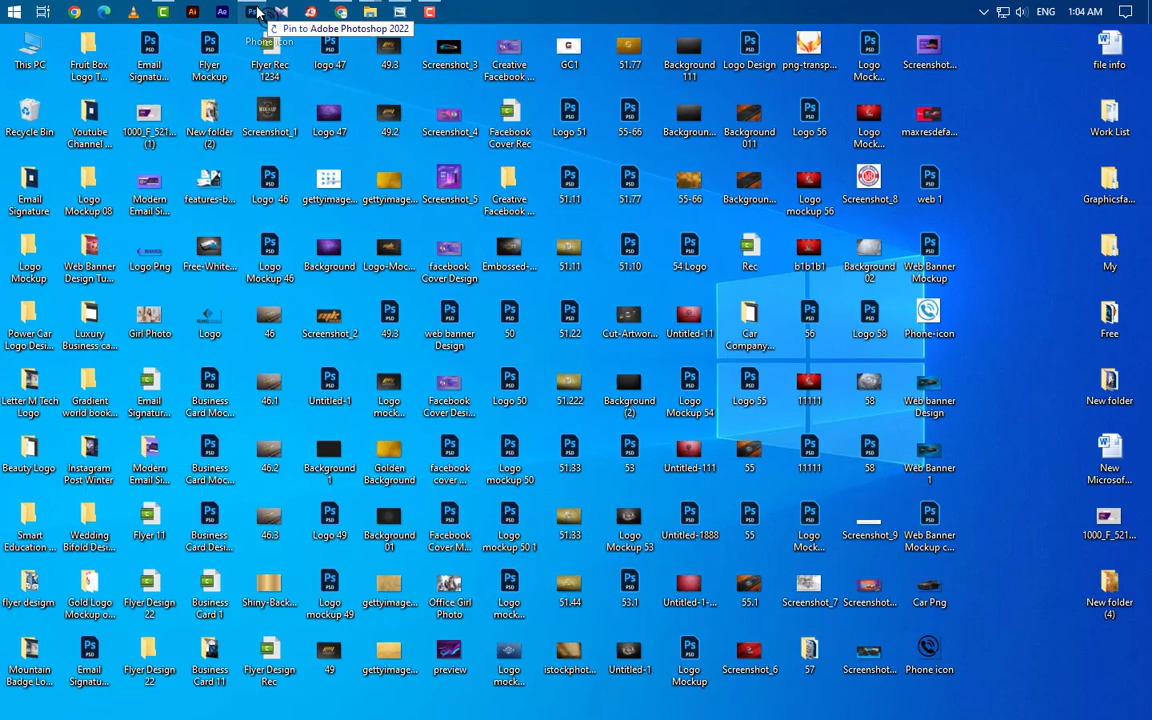 Ai
Ae
Ps
ENG
1:04 AM
Pin to Adobe Photoshop 2022
Phone icon
This PC
Fruit Box Logo T...
Email Signatu...
Flyer Mockup
Flyer Rec 1234
logo 47
49.3
Screenshot_3
Creative Facebook ...
GC1
51.77
Background 111
Logo Design
png-transp...
Logo Mock...
Screenshot...
file info
Recycle Bin
Youtube Channel ...
1000_F_521... (1)
New folder (2)
Screenshot_1
Logo 47
49.2
Screenshot_4
Facebook Cover Rec
Logo 51
55-66
Backgroun...
Background 011
Logo 56
Logo Mock...
maxresdefa...
Work List
Email Signature
Logo Mockup 08
Modern Email Si...
features-b...
Logo 46
gettyimage...
gettyimage...
Screenshot_5
Creative Facebook ...
51.11
51.77
55-66
Backgroun...
Logo mockup 56
Screenshot_8
web 1
Graphicsfa...
Logo Mockup
Web Banner Design Tu...
Logo Png
Free-White...
Logo Mockup 46
Background
Logo-Moc...
facebook Cover Design
Embossed-...
51.11
51.10
54 Logo
Rec
b1b1b1
Background 02
Web Banner Mockup
My
Power Car Logo Desi...
Luxury Business ca...
Girl Photo
Logo
46
Screenshot_2
49.3
web banner Design
50
51.22
Cut-Artwor...
Untitled-11
Car Company...
56
Logo 58
Phone-icon
Free
Letter M Tech Logo
Gradient world book...
Email Signatur...
Business Card Moc...
46.1
Untitled-1
Logo mock...
Facebook Cover Desi...
Logo 50
51.222
Background (2)
Logo Mockup 54
Logo 55
11111
58
Web banner Design
New folder
Beauty Logo
Instagram Post Winter
Modern Email Si...
Business Card Moc...
46.2
Background 1
Golden Background
facebook cover ...
Logo mockup 50
51.33
53
Untitled-111
55
11111
58
Web Banner 1
New Microsof...
Smart Education ...
Wedding Bifold Desi...
Flyer 11
Business Card Desi...
46.3
Logo 49
Background 01
Facebook Cover M...
Logo mockup 50 1
51.33
Logo Mockup 53
Untitled-1888
55
Logo Mock...
Screenshot_9
Web Banner Mockup c...
1000_F_521...
flyer desigm
Gold Logo Mockup o...
Flyer Design 22
Business Card 1
Shiny-Back...
Logo mockup 49
gettyimage...
Office Girl Photo
Logo mock...
51.44
53.1
Untitled-1-...
55.1
Screenshot_7
Screenshot...
Car Png
New folder (4)
Mountain Badge Lo...
Email Signatu...
Flyer Design 22
Business Card 11
Flyer Design Rec
49
gettyimage...
preview
Logo mock...
istockphot...
Untitled-1
Logo Mockup
Screenshot_6
57
Screenshot...
Phone icon